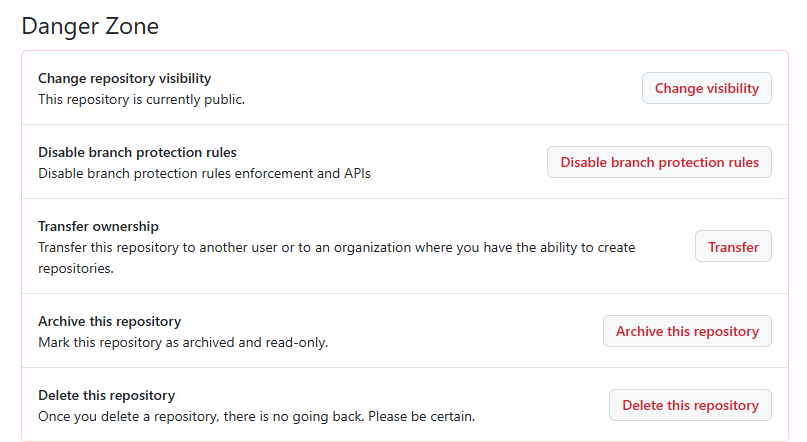 Danger Zone
Change repository visibility
This repository is currently public.
Change visibility
Disable branch protection rules
Disable branch protection rules enforcement and APIs
Disable branch protection rules
Transfer ownership
Transfer this repository to another user or to an organization where you have the ability to create
repositories.
Transfer
Archive this repository
Mark this repository as archived and read-only.
Archive this repository
Delete this repository
Once you delete a repository, there is no going back. Please be certain.
Delete this repository